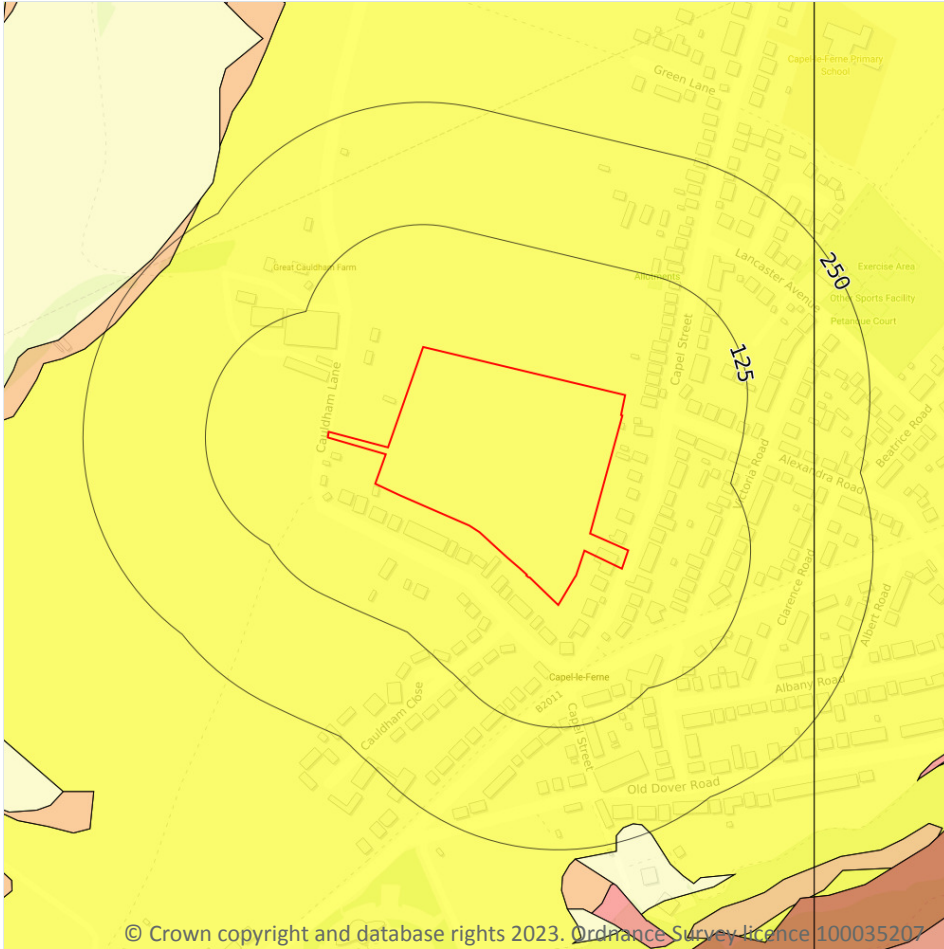 Capel-le-Ferne Primary
School
Green Lane
250
Lancaster Avenue
Exercise Area
Great Cauldham Farm
Allotments
Other Sports Facility
Petanque Court
Capel Street
125
Cauldham Lane
Beatrice Road
Victoria Road
Alexandra Road
Clarence Road
Albert Road
Capel-le-Ferne
Albany Road
B2011
Cauldham Close
Capel Street
Old Dover Road
© Crown copyright and database rights 2023. Ordnance Survey licence 100035207